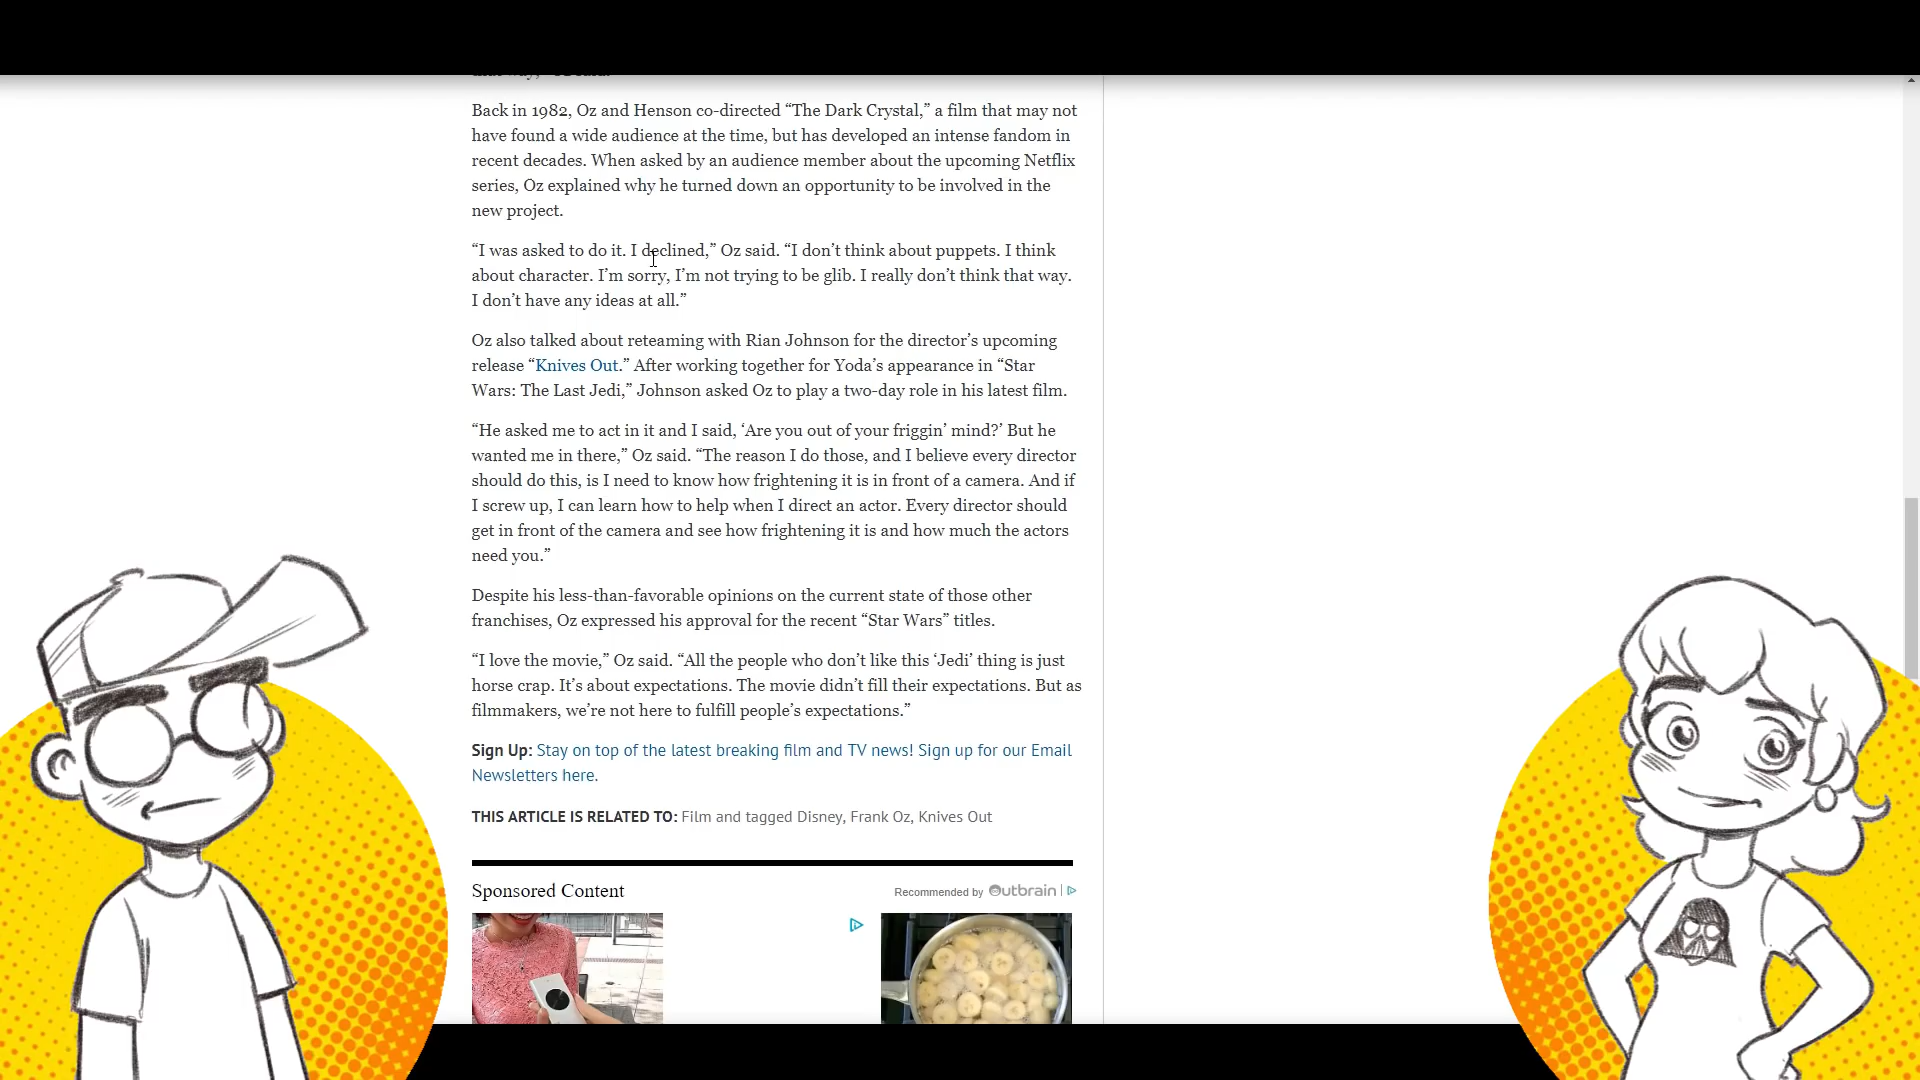 Back in 1982, Oz and Henson co-directed “The Dark Crystal,” a film that may not
have found a wide audience at the time, but has developed an intense fandom in
recent decades. When asked by an audience member about the upcoming Netflix
series, Oz explained why he turned down an opportunity to be involved in the
new project.
“I was asked to do it. I declined,” Oz said. “I don’t think about puppets. I think
about character. I’m sorry, I’m not trying to be glib. I really don’t think that way.
I don’t have any ideas at all.”
Oz also talked about reteaming with Rian Johnson for the director’s upcoming
release “Knives Out.” After working together for Yoda’s appearance in “Star
Wars: The Last Jedi,” Johnson asked Oz to play a two-day role in his latest film.
“He asked me to act in it and I said, ‘Are you out of your friggin’ mind?’ But he
wanted me in there,” Oz said. “The reason I do those, and I believe every director
should do this, is I need to know how frightening it is in front of a camera. And if
I screw up, I can learn how to help when I direct an actor. Every director should
get in front of the camera and see how frightening it is and how much the actors
need you.”
Despite his less-than-favorable opinions on the current state of those other
franchises, Oz expressed his approval for the recent “Star Wars” titles.
“I love the movie,” Oz said. “All the people who don’t like this ‘Jedi’ thing is just
horse crap. It’s about expectations. The movie didn’t fill their expectations. But as
filmmakers, we’re not here to fulfill people’s expectations.”
Sign Up: Stay on top of the latest breaking film and TV news! Sign up for our Email
Newsletters here.
THIS ARTICLE IS RELATED TO: Film and tagged Disney, Frank Oz, Knives Out
Sponsored Content
Recommended by Outbrain